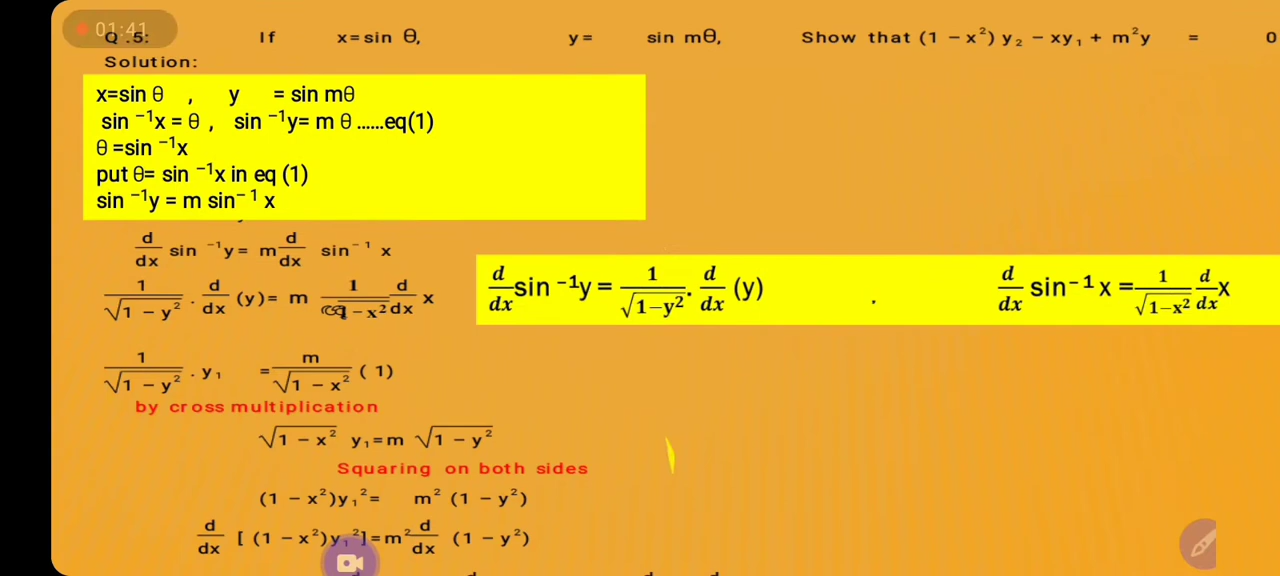 01:41
Q.5: If x=sin θ, y= sin mθ, Show that (1 − x²) y₂ − xy₁ + m²y = 0
Solution:
x=sin θ , y = sin mθ
sin ⁻¹x = θ , sin ⁻¹y= m θ ......eq(1)
θ =sin ⁻¹x
put θ= sin ⁻¹x in eq (1)
sin ⁻¹y = m sin⁻¹ x
d/dx sin ⁻¹y= m d/dx sin⁻¹ x
d/dx sin ⁻¹y = 1/√1−y² . d/dx (y) . d/dx sin⁻¹ x = 1/√1−x² d/dx x
1/√1 − y² . d/dx (y)= m 1/√1 − x² d/dx x
1/√1 − y² . y₁ = m/√1 − x² ( 1)
by cross multiplication
√1 − x² y₁=m √1 − y²
Squaring on both sides
(1 − x²)y₁²= m² (1 − y²)
d/dx [ (1 − x²)y₁²]=m² d/dx (1 − y²)